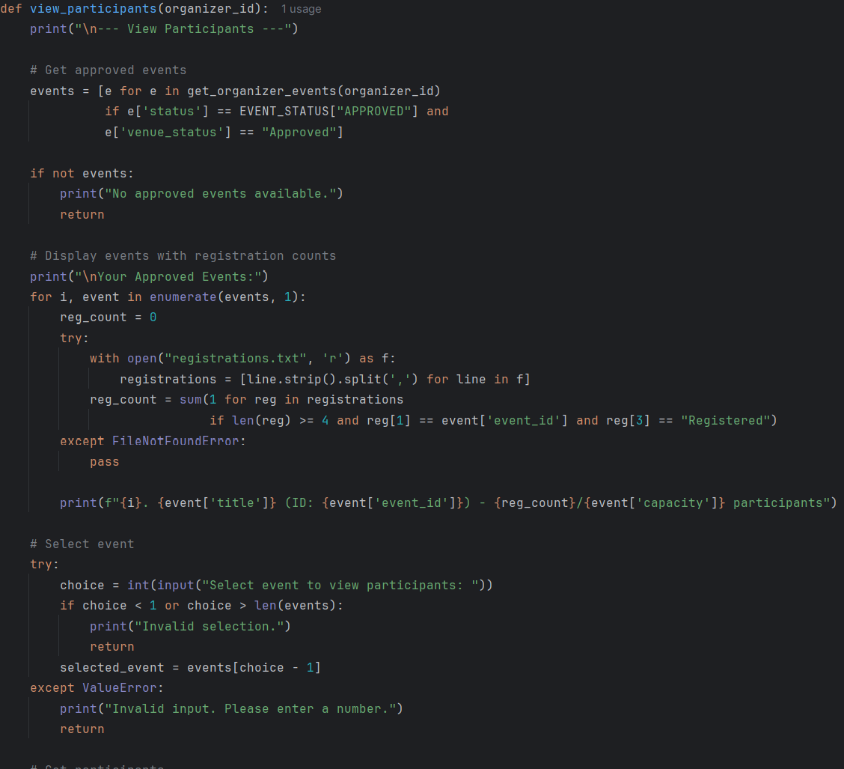 def view_participants(organizer_id): 1 usage
    print("\n--- View Participants ---")

    # Get approved events
    events = [e for e in get_organizer_events(organizer_id)
              if e['status'] == EVENT_STATUS["APPROVED"] and
              e['venue_status'] == "Approved"]

    if not events:
        print("No approved events available.")
        return

    # Display events with registration counts
    print("\nYour Approved Events:")
    for i, event in enumerate(events, 1):
        reg_count = 0
        try:
            with open("registrations.txt", 'r') as f:
                registrations = [line.strip().split(',') for line in f]
            reg_count = sum(1 for reg in registrations
                            if len(reg) >= 4 and reg[1] == event['event_id'] and reg[3] == "Registered")
        except FileNotFoundError:
            pass

        print(f"{i}. {event['title']} (ID: {event['event_id']}) - {reg_count}/{event['capacity']} participants")

    # Select event
    try:
        choice = int(input("Select event to view participants: "))
        if choice < 1 or choice > len(events):
            print("Invalid selection.")
            return
        selected_event = events[choice - 1]
    except ValueError:
        print("Invalid input. Please enter a number.")
        return

    # Get participants